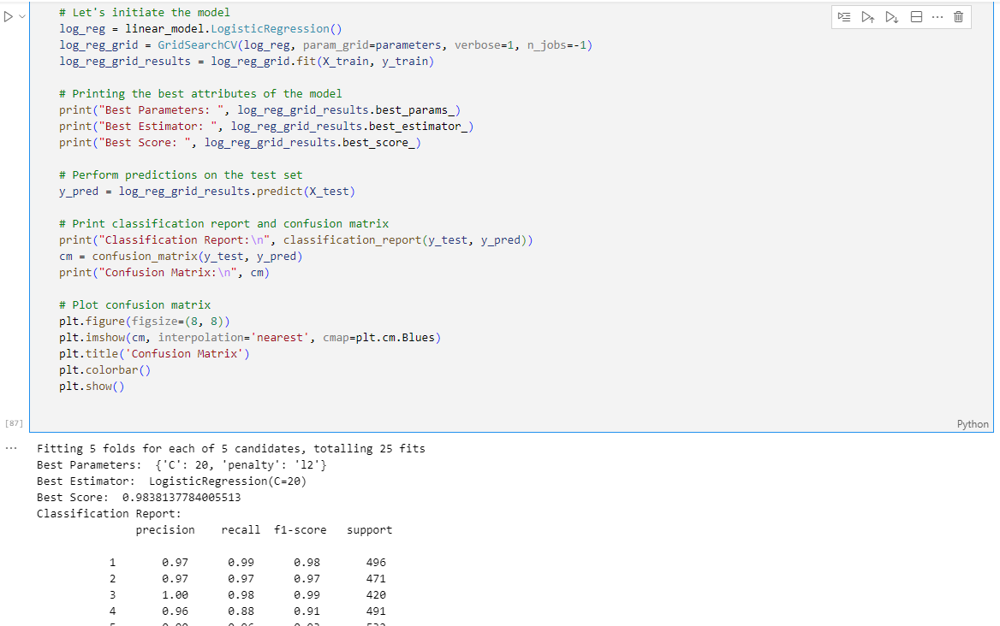 # Let's initiate the model
log_reg = linear_model.LogisticRegression()
log_reg_grid = GridSearchCV(log_reg, param_grid=parameters, verbose=1, n_jobs=-1)
log_reg_grid_results = log_reg_grid.fit(X_train, y_train)
# Printing the best attributes of the model
print("Best Parameters: ", log_reg_grid_results.best_params_)
print("Best Estimator: ", log_reg_grid_results.best_estimator_)
print("Best Score: ", log_reg_grid_results.best_score_)
# Perform predictions on the test set
y_pred = log_reg_grid_results.predict(X_test)
# Print classification report and confusion matrix
print("Classification Report:\n", classification_report(y_test, y_pred))
cm = confusion_matrix(y_test, y_pred)
print("Confusion Matrix:\n", cm)
# Plot confusion matrix
plt.figure(figsize=(8, 8))
plt.imshow(cm, interpolation='nearest', cmap=plt.cm.Blues)
plt.title('Confusion Matrix')
plt.colorbar()
plt.show()
[87]
Python
Fitting 5 folds for each of 5 candidates, totalling 25 fits
Best Parameters:  {'C': 20, 'penalty': 'l2'}
Best Estimator:  LogisticRegression(C=20)
Best Score:  0.9838137784005513
Classification Report:
precision recall f1-score support
1 0.97 0.99 0.98 496
2 0.97 0.97 0.97 471
3 1.00 0.98 0.99 420
4 0.96 0.88 0.91 491